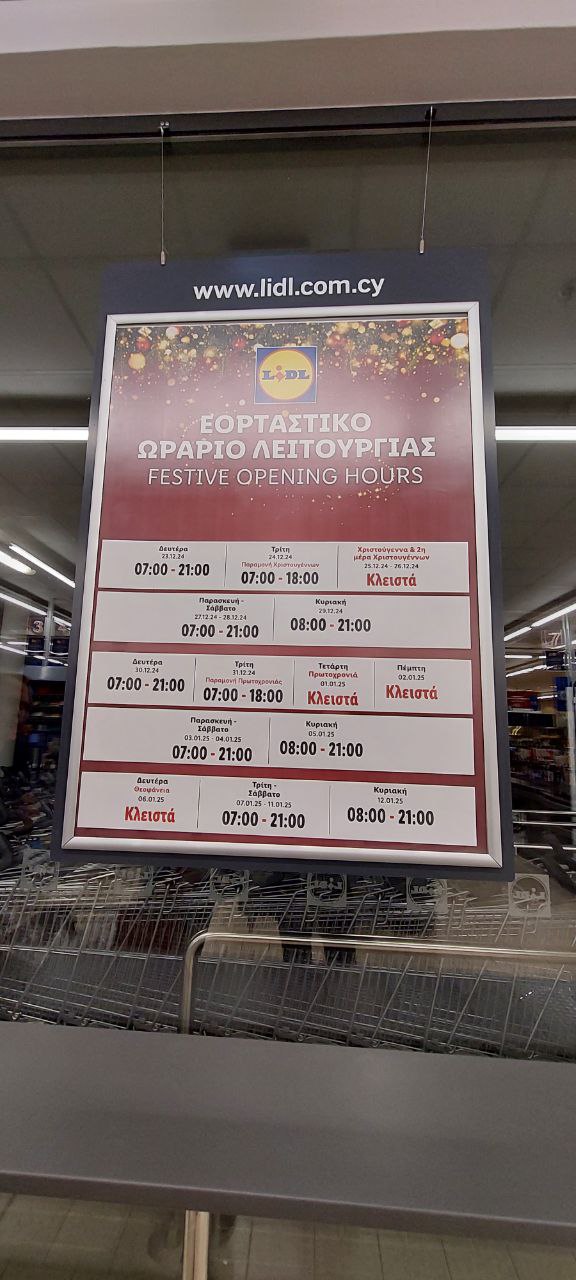 www.lidl.com.cy
LIDL
ΕΟΡΤΑΣΤΙΚΟ
ΩΡΑΡΙΟ ΛΕΙΤΟΥΡΓΙΑΣ
FESTIVE OPENING HOURS
Δευτέρα
23.12.24
07:00 - 21:00
Τρίτη
24.12.24
Παραμονή Χριστουγέννων
07:00 - 18:00
Χριστούγεννα & 2η
μέρα Χριστουγέννων
25.12.24 - 26.12.24
Κλειστά
Παρασκευή -
Σάββατο
27.12.24 - 28.12.24
07:00 - 21:00
Κυριακή
29.12.24
08:00 - 21:00
Δευτέρα
30.12.24
07:00 - 21:00
Τρίτη
31.12.24
Παραμονή Πρωτοχρονιάς
07:00 - 18:00
Τετάρτη
Πρωτοχρονιά
01.01.25
Κλειστά
Πέμπτη
02.01.25
Κλειστά
Παρασκευή -
Σάββατο
03.01.25 - 04.01.25
07:00 - 21:00
Κυριακή
05.01.25
08:00 - 21:00
Δευτέρα
Θεοφάνεια
06.01.25
Κλειστά
Τρίτη -
Σάββατο
07.01.25 - 11.01.25
07:00 - 21:00
Κυριακή
12.01.25
08:00 - 21:00